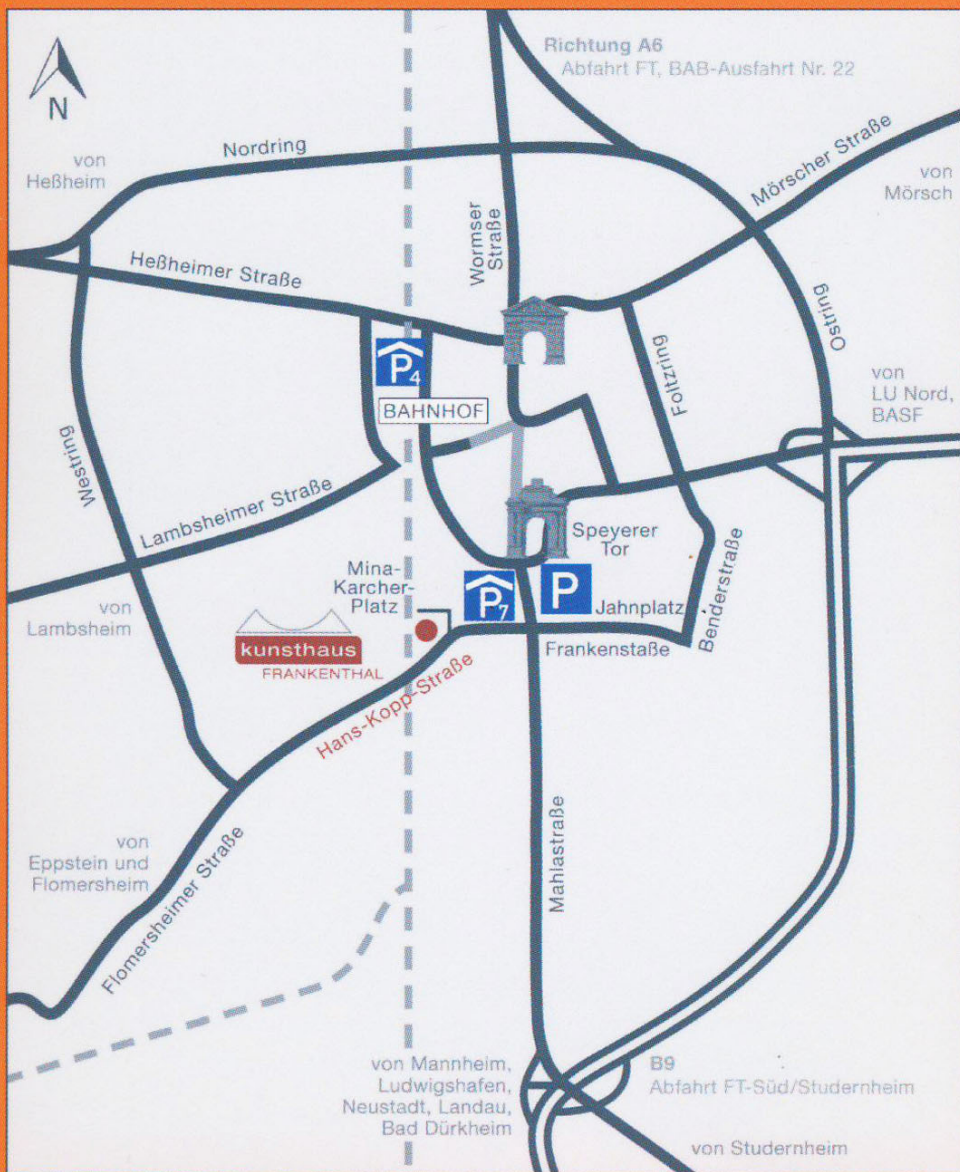 Richtung A6
Abfahrt FT, BAB-Ausfahrt Nr. 22
N
von
Heßheim
Nordring
Mörscher Straße
von
Mörsch
Wormser
Straße
Heßheimer Straße
Ostring
Foltzring
von
LU Nord,
BASF
P4
BAHNHOF
Westring
Lambsheimer Straße
Speyerer
Tor
Mina-
Karcher-
Platz
P7
P
Jahnplatz
Benderstraße
von
Lambsheim
kunsthaus
FRANKENTHAL
Frankenstaße
Hans-Kopp-Straße
von
Eppstein und
Flomersheim
Flomersheimer Straße
Mahlastraße
von Mannheim,
Ludwigshafen,
Neustadt, Landau,
Bad Dürkheim
B9
Abfahrt FT-Süd/Studernheim
von Studernheim